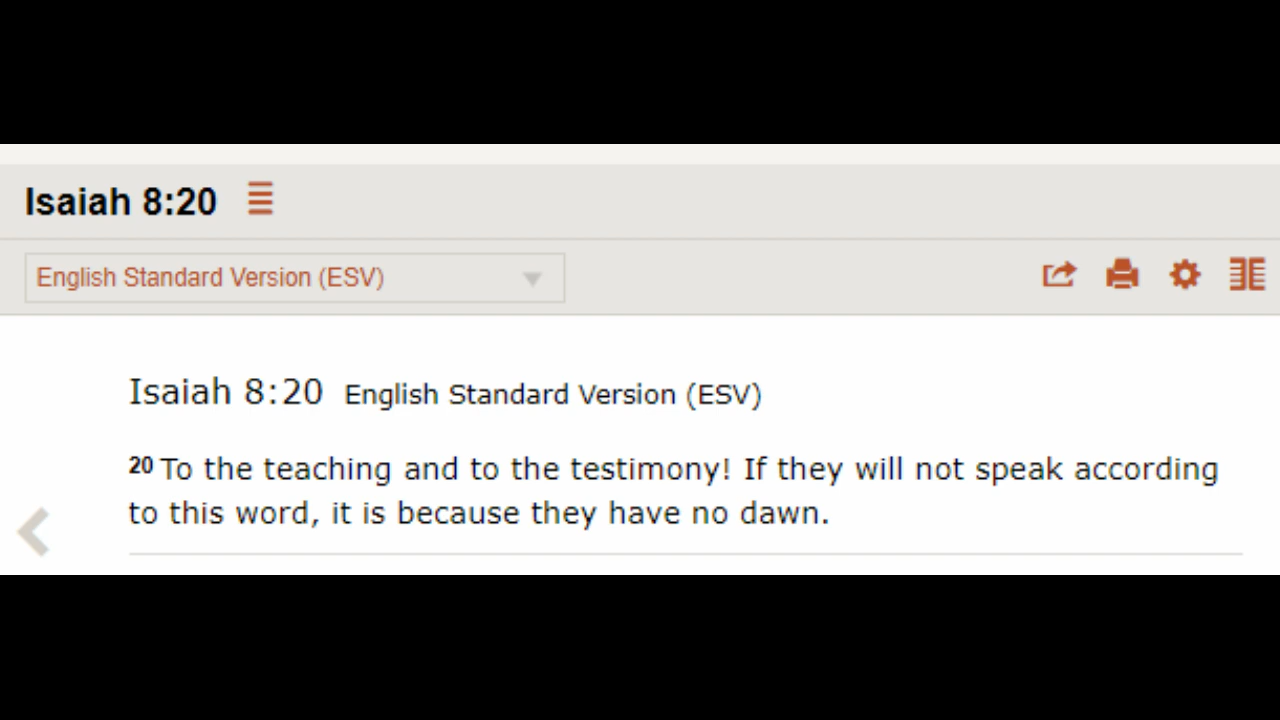 Isaiah 8:20
English Standard Version (ESV)
Isaiah 8:20 English Standard Version (ESV)
20 To the teaching and to the testimony! If they will not speak according
to this word, it is because they have no dawn.